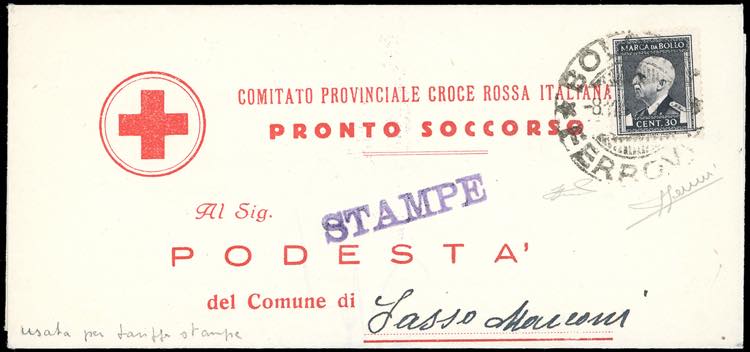 MARCA DA BOLLO
CENT. 30
COMITATO PROVINCIALE CROCE ROSSA ITALIANA
PRONTO SOCCORSO
STAMPE
Al Sig.
PODESTA'
del Comune di Sasso Marconi
usata per tariffa stampe